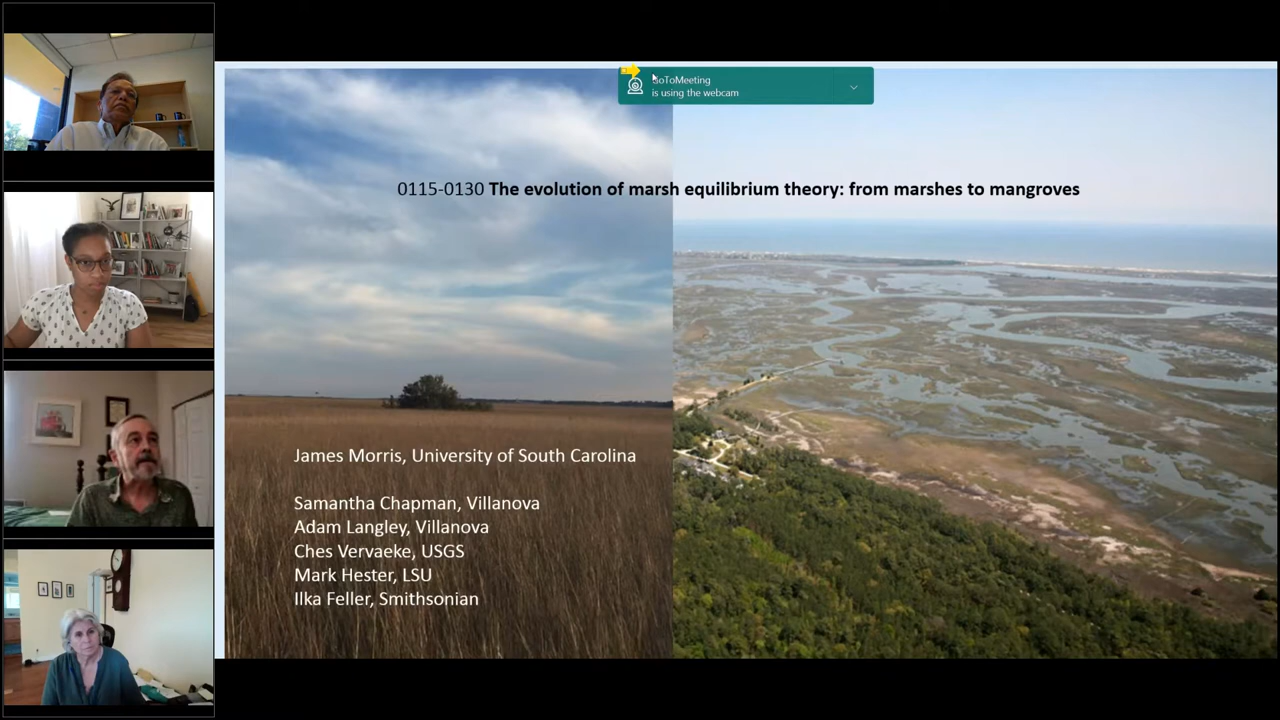 GoToMeeting
is using the webcam
0115-0130 The evolution of marsh equilibrium theory: from marshes to mangroves
James Morris, University of South Carolina
Samantha Chapman, Villanova
Adam Langley, Villanova
Ches Vervaeke, USGS
Mark Hester, LSU
Ilka Feller, Smithsonian